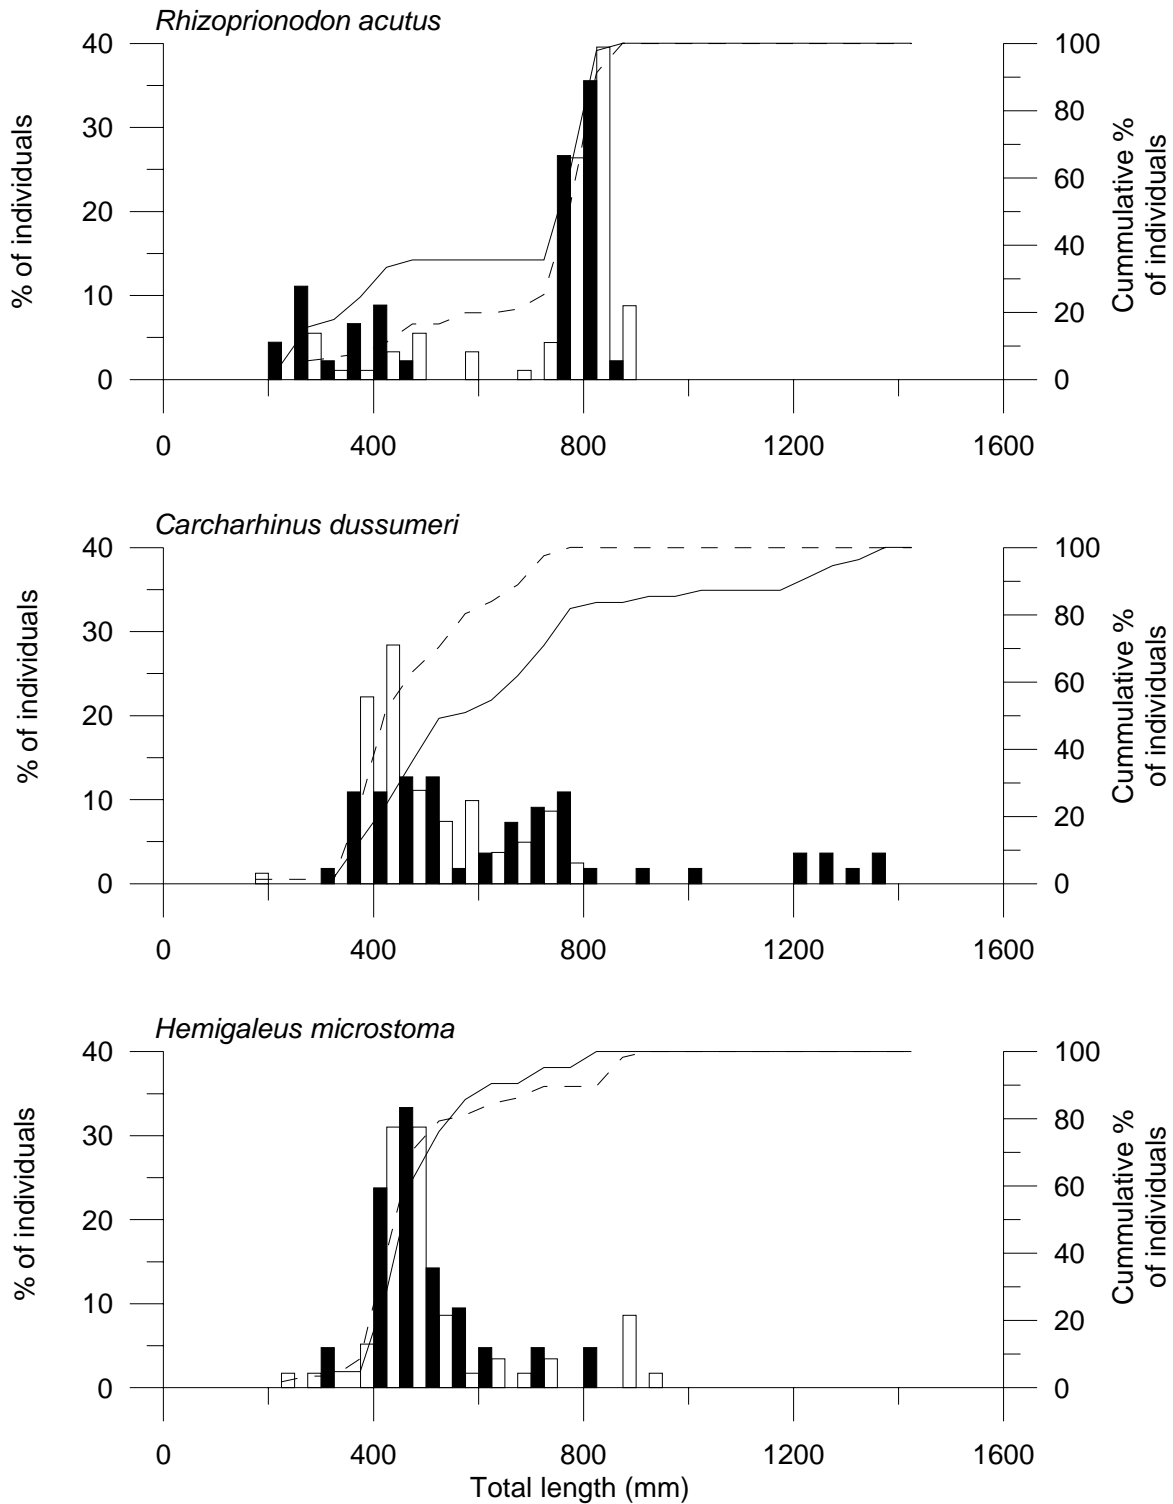 Rhizoprionodon acutus
40
30
20
10
0
% of individuals
100
80
60
40
20
0
Cummulative %
of individuals
0 400 800 1200 1600
Carcharhinus dussumeri
40
30
20
10
0
% of individuals
100
80
60
40
20
0
Cummulative %
of individuals
0 400 800 1200 1600
Hemigaleus microstoma
40
30
20
10
0
% of individuals
100
80
60
40
20
0
Cummulative %
of individuals
0 400 800 1200 1600
Total length (mm)